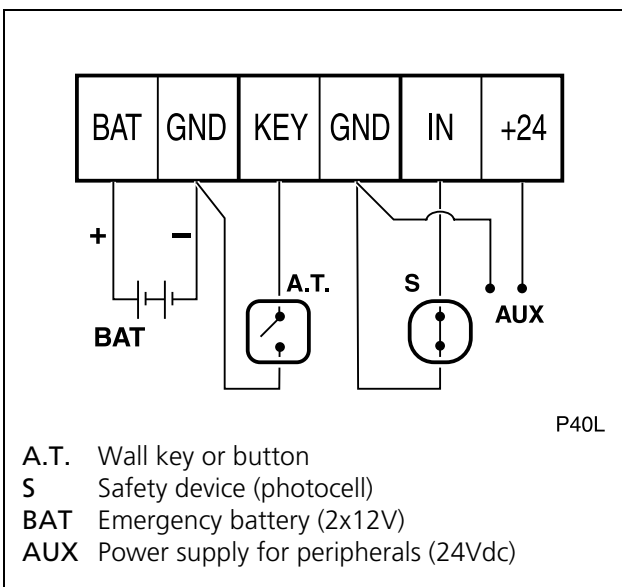 BAT GND KEY GND IN +24
+ −
A.T. S
BAT AUX
P40L
A.T. Wall key or button
S Safety device (photocell)
BAT Emergency battery (2x12V)
AUX Power supply for peripherals (24Vdc)